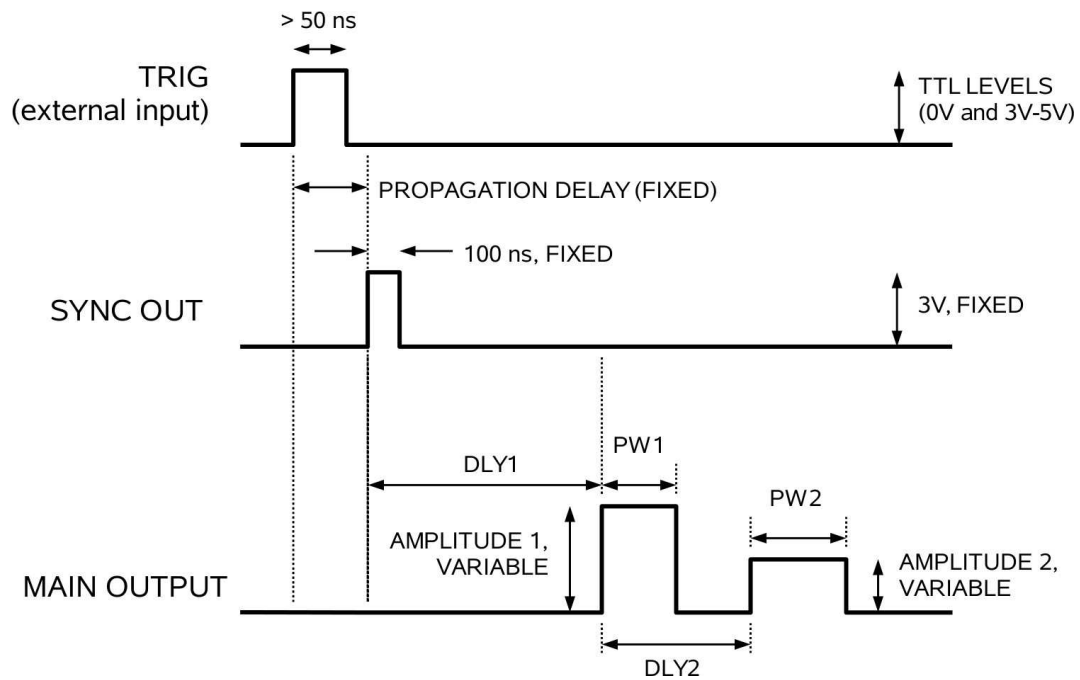 > 50 ns
TRIG
(external input)
TTL LEVELS
(0V and 3V-5V)
PROPAGATION DELAY (FIXED)
100 ns, FIXED
SYNC OUT
3V, FIXED
PW1
DLY1
PW2
AMPLITUDE 1,
VARIABLE
AMPLITUDE 2,
VARIABLE
MAIN OUTPUT
DLY2